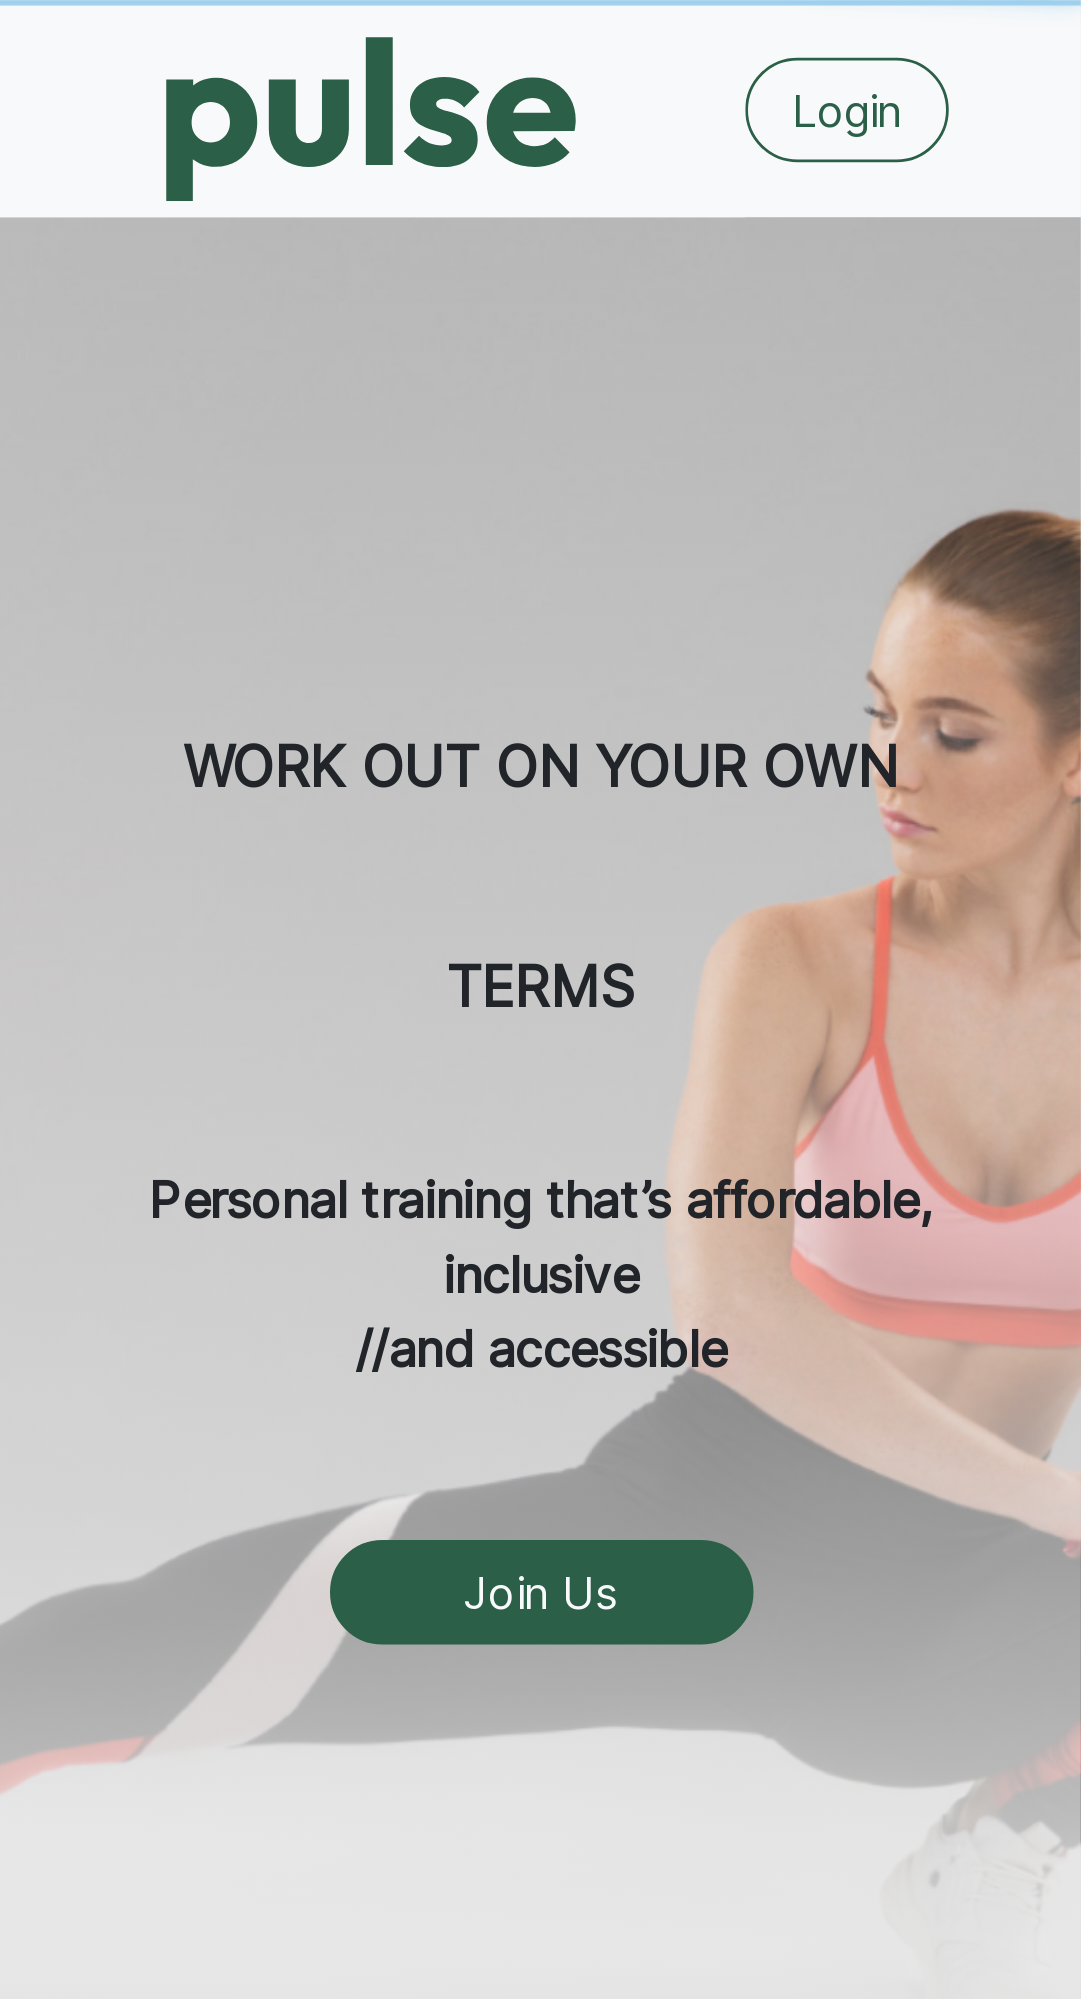 pulse
Login
WORK OUT ON YOUR OWN
TERMS
Personal training that’s affordable,
inclusive
//and accessible
Join Us